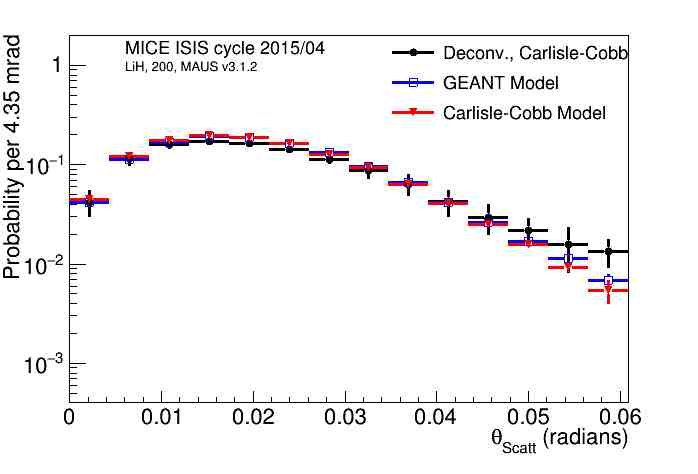 MICE ISIS cycle 2015/04
LiH, 200, MAUS v3.1.2
Deconv., Carlisle-Cobb
GEANT Model
Carlisle-Cobb Model
Probability per 4.35 mrad
1
10⁻¹
10⁻²
10⁻³
0 0.01 0.02 0.03 0.04 0.05 0.06
θ_Scatt (radians)